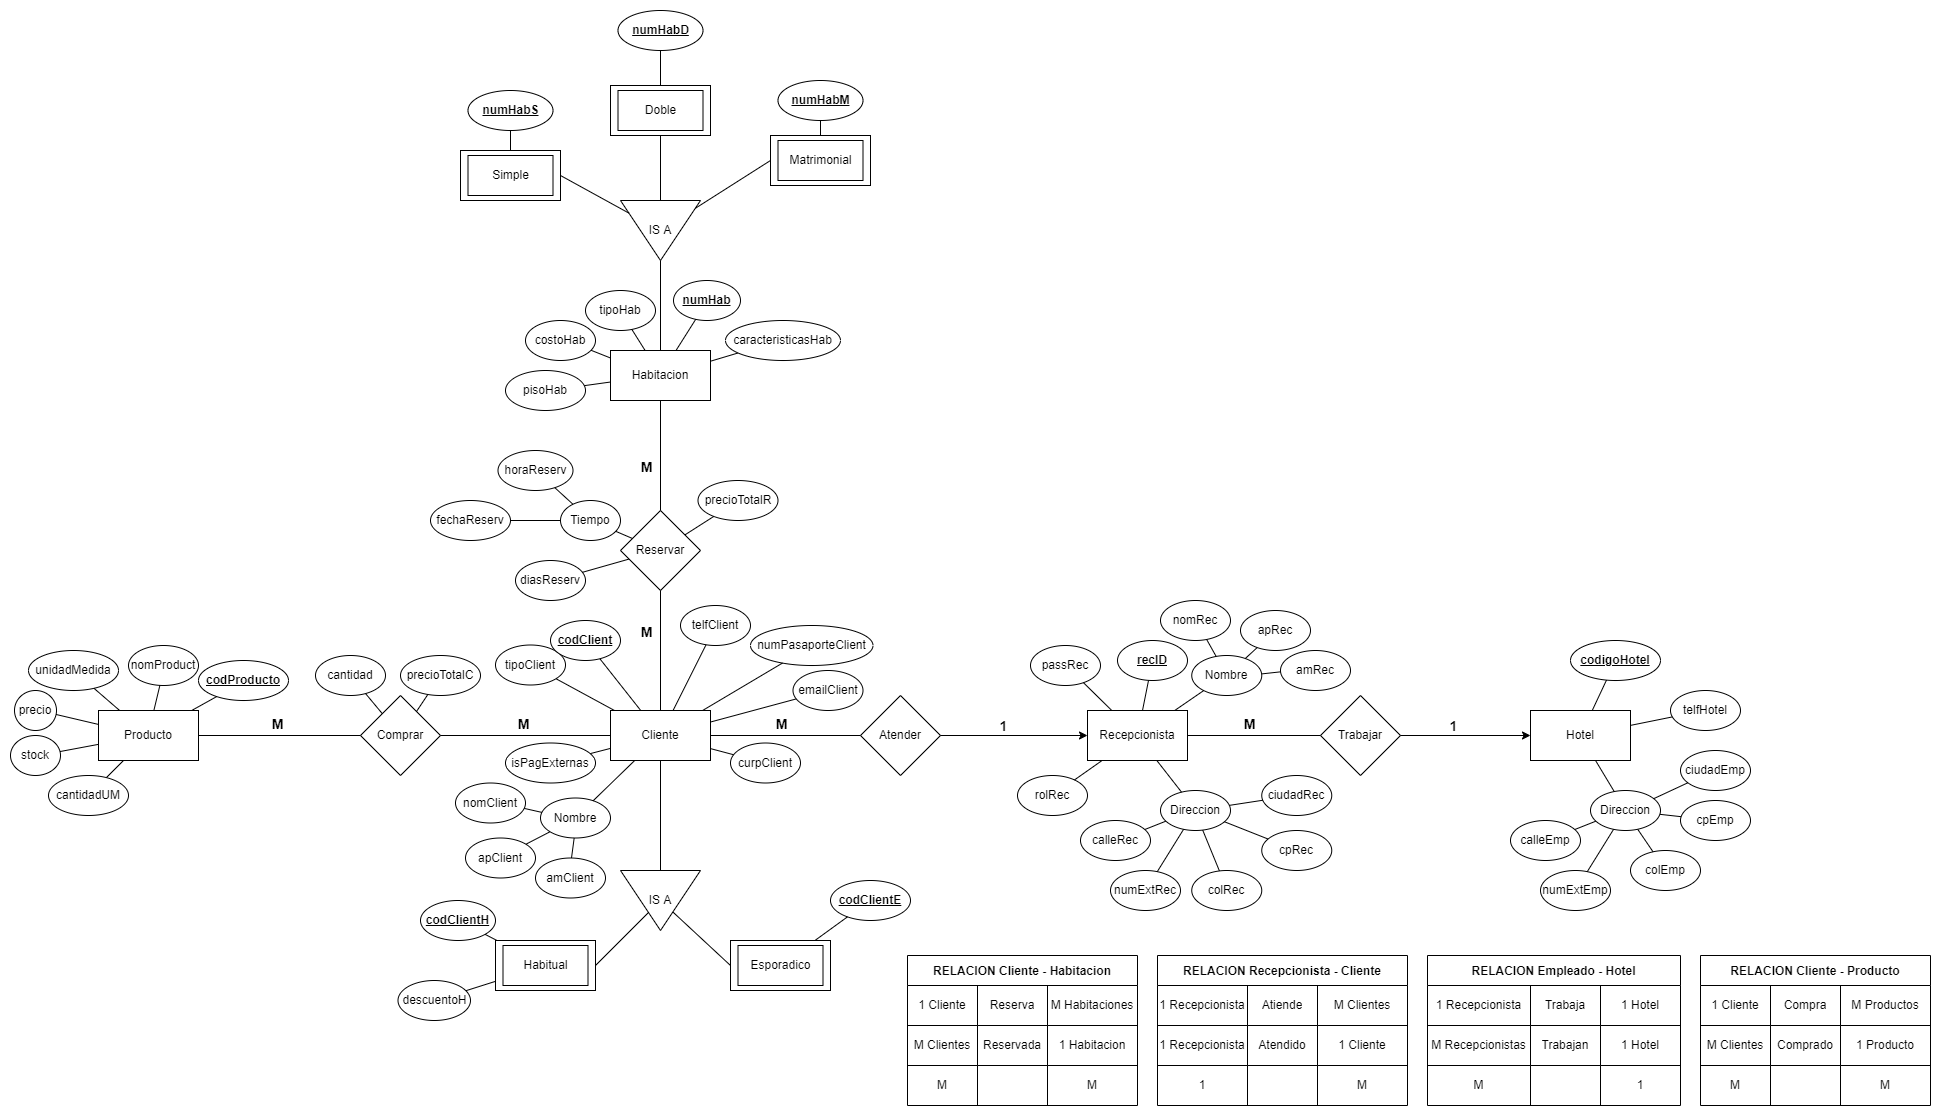 numHabD
numHabS
Doble
numHabM
Simple
Matrimonial
IS A
tipoHab
numHab
costoHab
caracteristicasHab
pisoHab
Habitacion
M
horaReserv
precioTotalR
fechaReserv
Tiempo
Reservar
diasReserv
M
codClient
telfClient
numPasaporteClient
tipoClient
emailClient
isPagExternas
Cliente
curpClient
nomClient
Nombre
apClient
amClient
unidadMedida
nomProduct
codProducto
precio
stock
Producto
cantidadUM
M
cantidad
precioTotalC
Comprar
M
M
Atender
1
nomRec
apRec
passRec
recID
Nombre
amRec
Recepcionista
rolRec
Direccion
ciudadRec
calleRec
cpRec
numExtRec
colRec
M
Trabajar
1
codigoHotel
telfHotel
Hotel
ciudadEmp
Direccion
cpEmp
calleEmp
colEmp
numExtEmp
IS A
codClientH
codClientE
Habitual
Esporadico
descuentoH
RELACION Cliente - Habitacion
1 Cliente Reserva M Habitaciones
M Clientes Reservada 1 Habitacion
M M
RELACION Recepcionista - Cliente
1 Recepcionista Atiende M Clientes
1 Recepcionista Atendido 1 Cliente
1 M
RELACION Empleado - Hotel
1 Recepcionista Trabaja 1 Hotel
M Recepcionistas Trabajan 1 Hotel
M 1
RELACION Cliente - Producto
1 Cliente Compra M Productos
M Clientes Comprado 1 Producto
M M